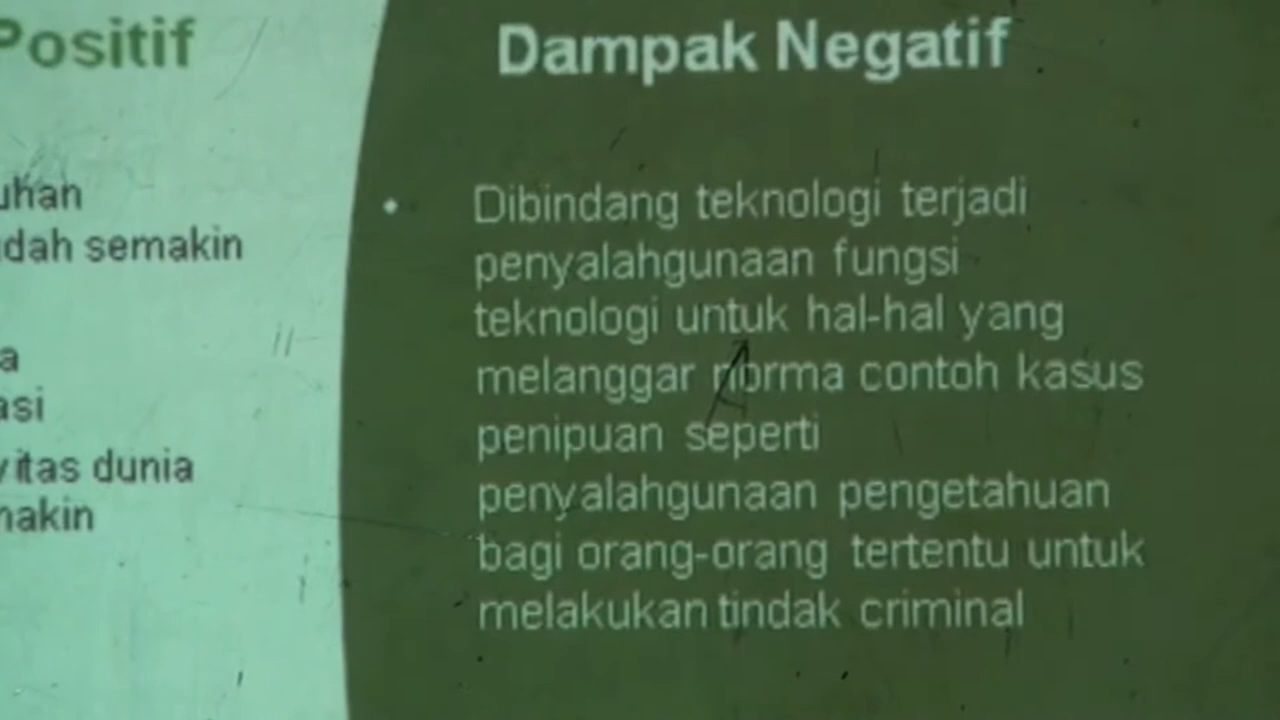 Positif
uhan
dah semakin
a
asi
vitas dunia
makin
Dampak Negatif
Dibindang teknologi terjadi
penyalahgunaan fungsi
teknologi untuk hal-hal yang
melanggar norma contoh kasus
penipuan seperti
penyalahgunaan pengetahuan
bagi orang-orang tertentu untuk
melakukan tindak criminal